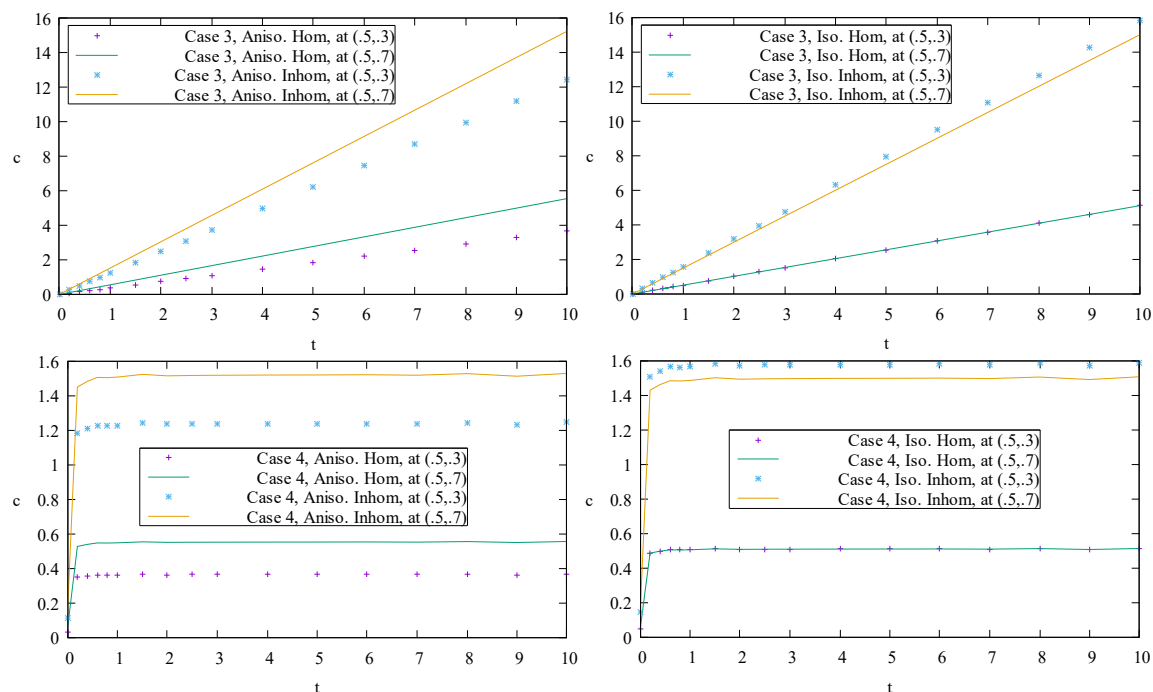 16
14
12
10
8
6
4
2
0
c
Case 3, Aniso. Hom, at (.5,.3)
Case 3, Aniso. Hom, at (.5,.7)
Case 3, Aniso. Inhom, at (.5,.3)
Case 3, Aniso. Inhom, at (.5,.7)
0 1 2 3 4 5 6 7 8 9 10
t
16
14
12
10
8
6
4
2
0
c
Case 3, Iso. Hom, at (.5,.3)
Case 3, Iso. Hom, at (.5,.7)
Case 3, Iso. Inhom, at (.5,.3)
Case 3, Iso. Inhom, at (.5,.7)
0 1 2 3 4 5 6 7 8 9 10
t
1.6
1.4
1.2
1
0.8
0.6
0.4
0.2
0
c
Case 4, Aniso. Hom, at (.5,.3)
Case 4, Aniso. Hom, at (.5,.7)
Case 4, Aniso. Inhom, at (.5,.3)
Case 4, Aniso. Inhom, at (.5,.7)
0 1 2 3 4 5 6 7 8 9 10
t
1.6
1.4
1.2
1
0.8
0.6
0.4
0.2
0
c
Case 4, Iso. Hom, at (.5,.3)
Case 4, Iso. Hom, at (.5,.7)
Case 4, Iso. Inhom, at (.5,.3)
Case 4, Iso. Inhom, at (.5,.7)
0 1 2 3 4 5 6 7 8 9 10
t